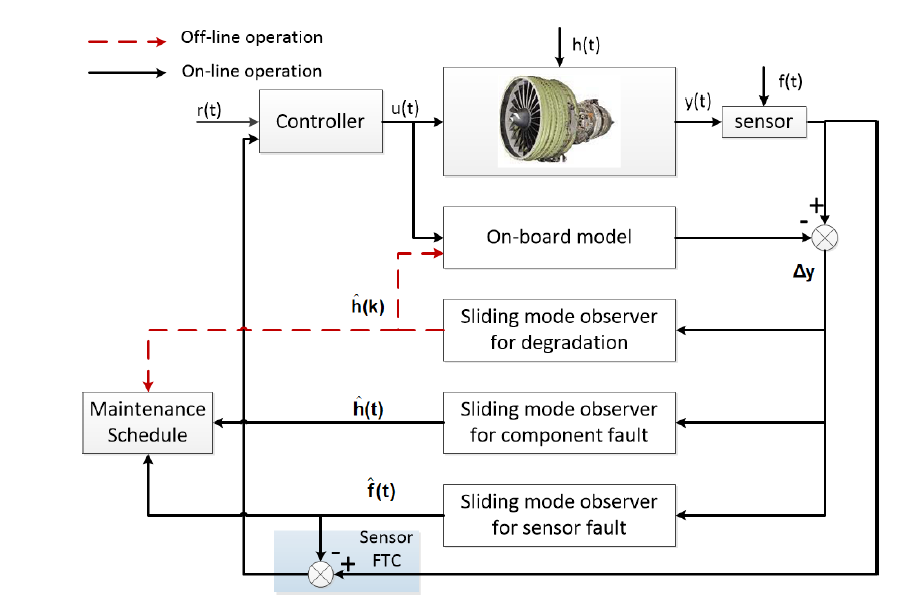 Off-line operation
On-line operation
h(t)
f(t)
r(t)
Controller
u(t)
y(t)
sensor
+
-
On-board model
Δy
ĥ(k)
Sliding mode observer
for degradation
Maintenance
Schedule
ĥ(t)
Sliding mode observer
for component fault
f̂(t)
Sliding mode observer
for sensor fault
Sensor
FTC
-
+